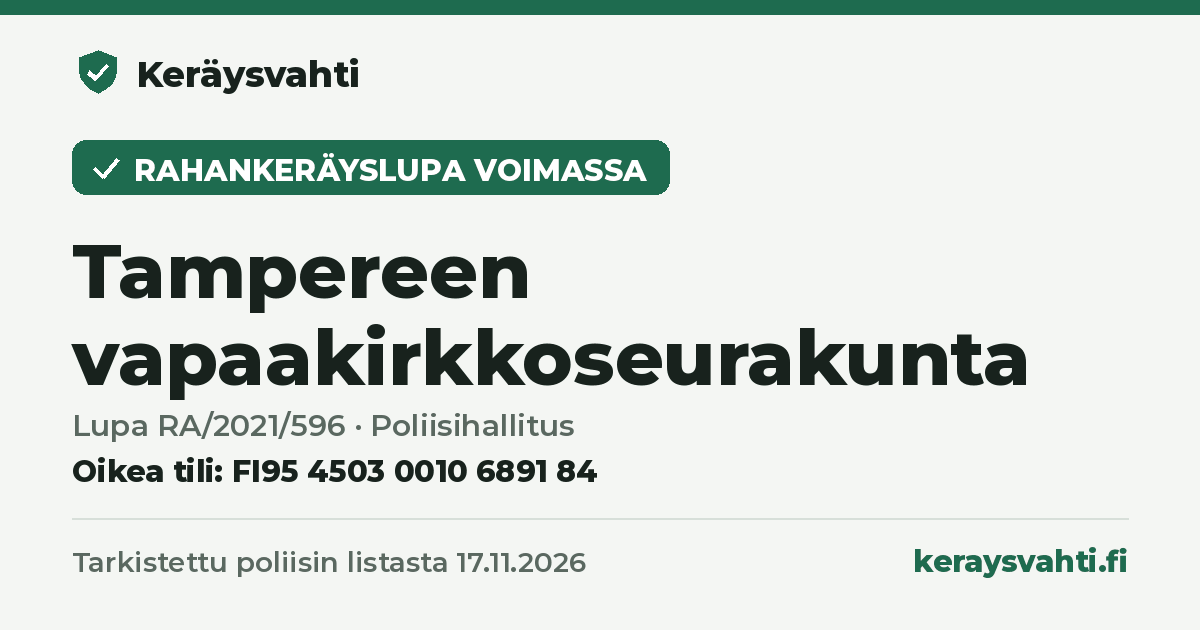 Keräysvahti
RAHANKERÄYSLUPA VOIMASSA
Tampereen
vapaakirkkoseurakunta
Lupa RA/2021/596 · Poliisihallitus
Oikea tili: FI95 4503 0010 6891 84
Tarkistettu poliisin listasta 17.11.2026
keraysvahti.fi